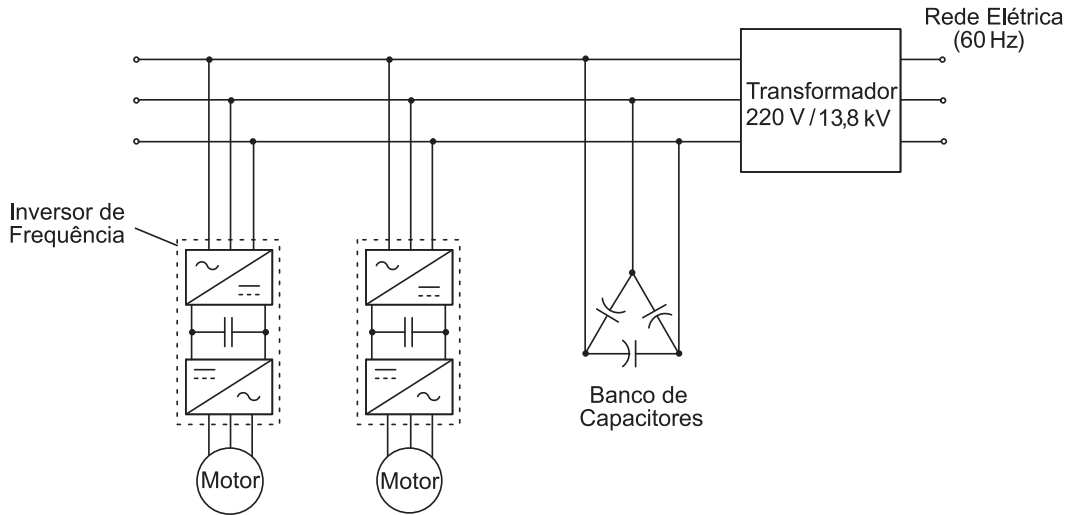 Rede Elétrica
(60 Hz)
Transformador
220 V / 13,8 kV
Inversor de
Frequência
Banco de
Capacitores
Motor
Motor